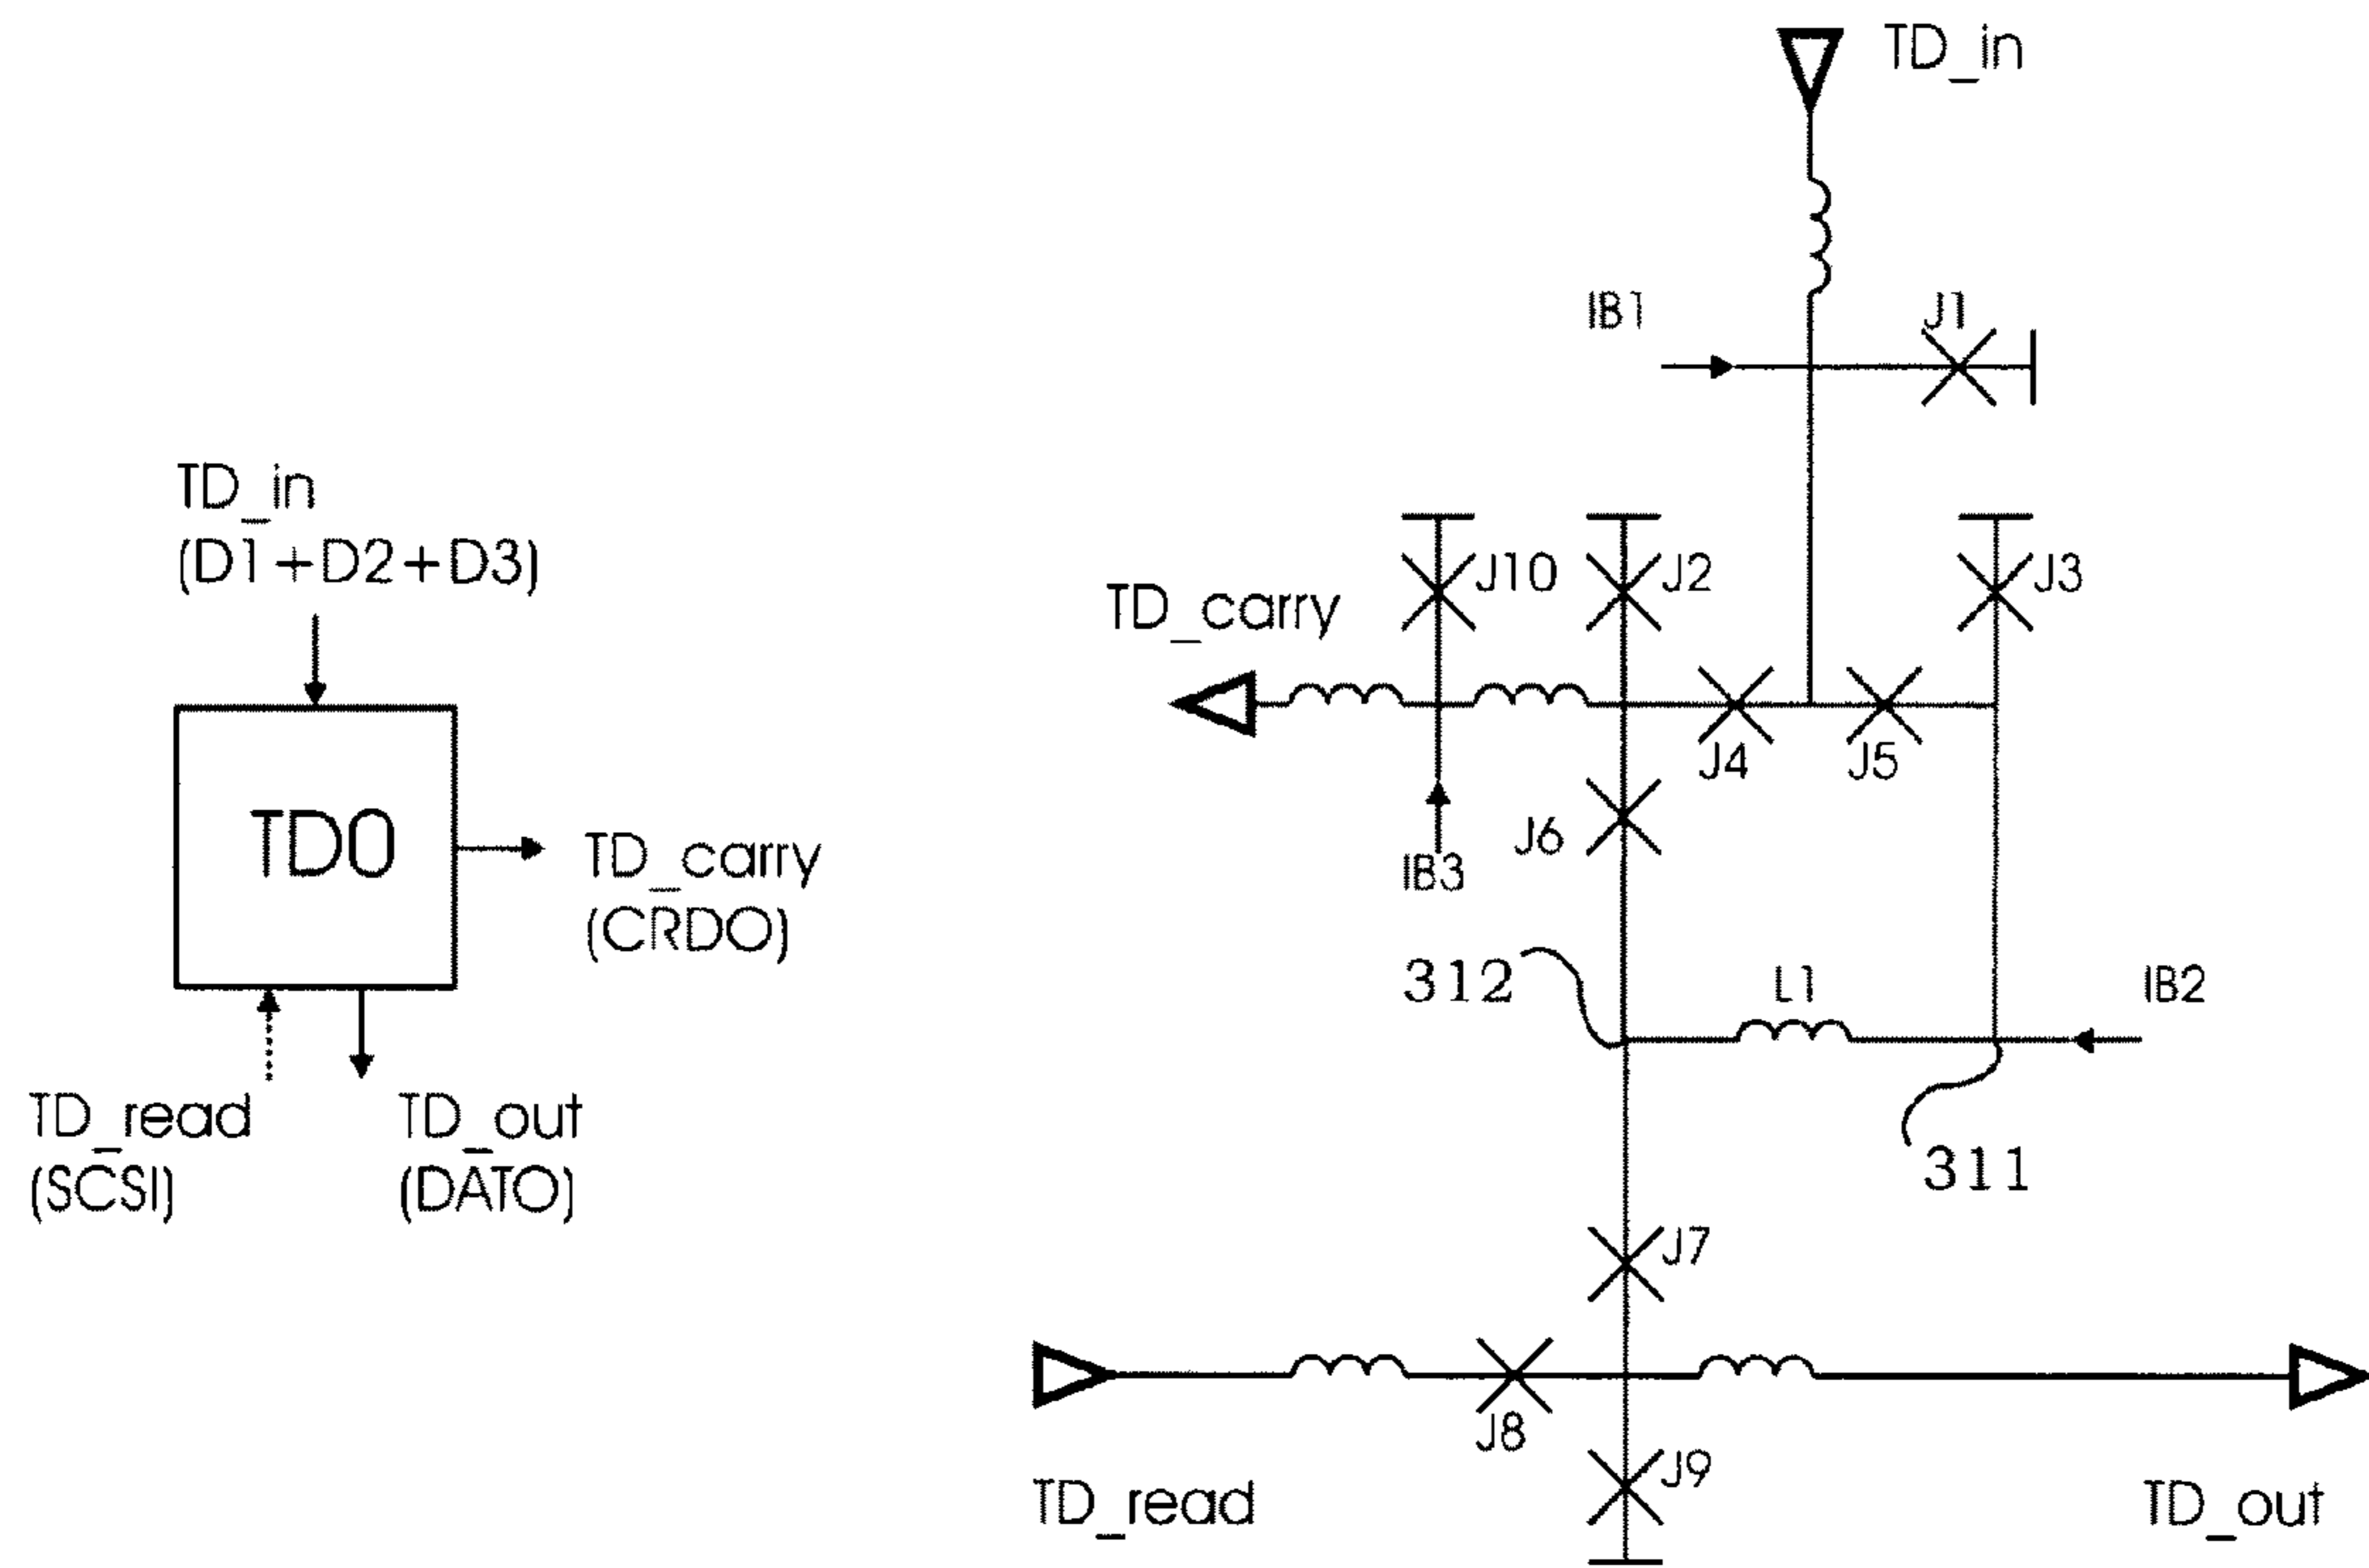 TD_in
(D1+D2+D3)
TD0
TD_carry
(CRDO)
TD_read
(SCSI)
TD_out
(DATO)
TD_in
IB1
J1
J10
J2
J3
TD_carry
J4
J5
J6
IB3
312
L1
IB2
311
J7
J8
J9
TD_read
TD_out